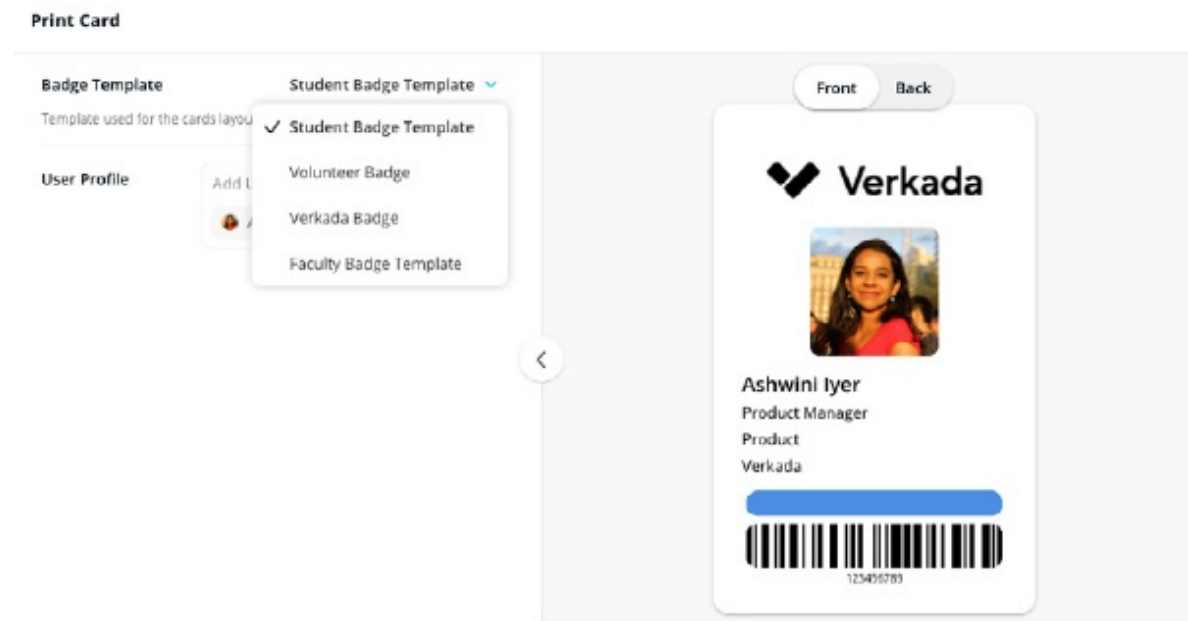 Print Card
Badge Template
Student Badge Template
Template used for the cards layou
Student Badge Template
Volunteer Badge
Verkada Badge
Faculty Badge Template
User Profile
Add
Front
Back
Verkada
Ashwini Iyer
Product Manager
Product
Verkada
123456789